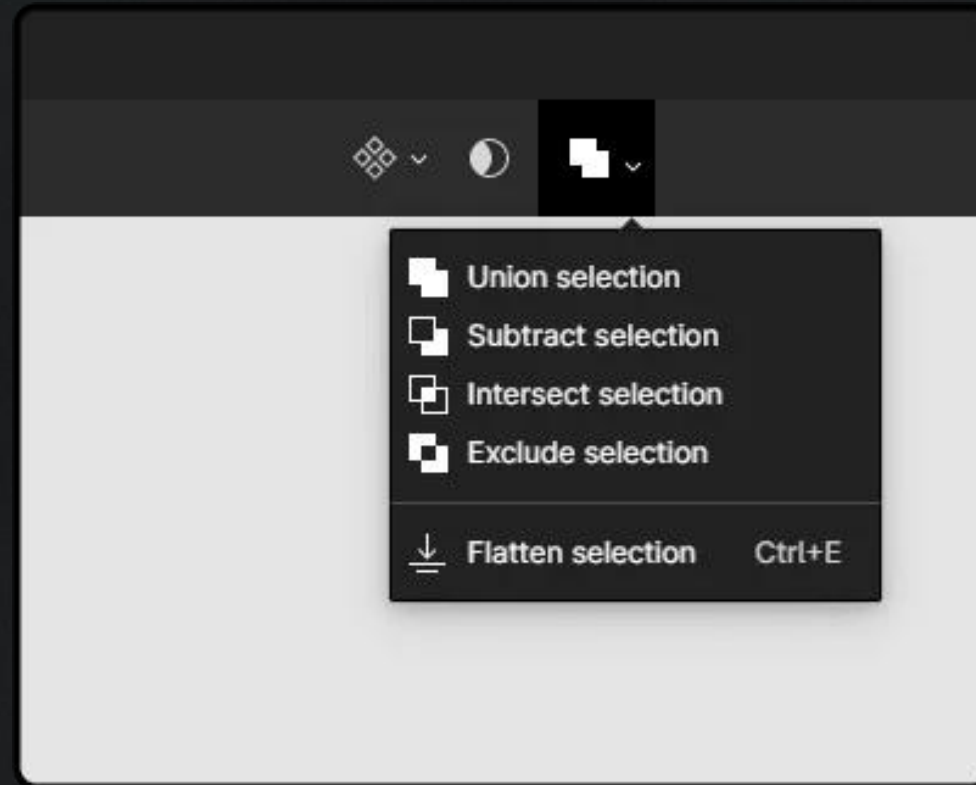 Union selection
Subtract selection
Intersect selection
Exclude selection
Flatten selection Ctrl+E